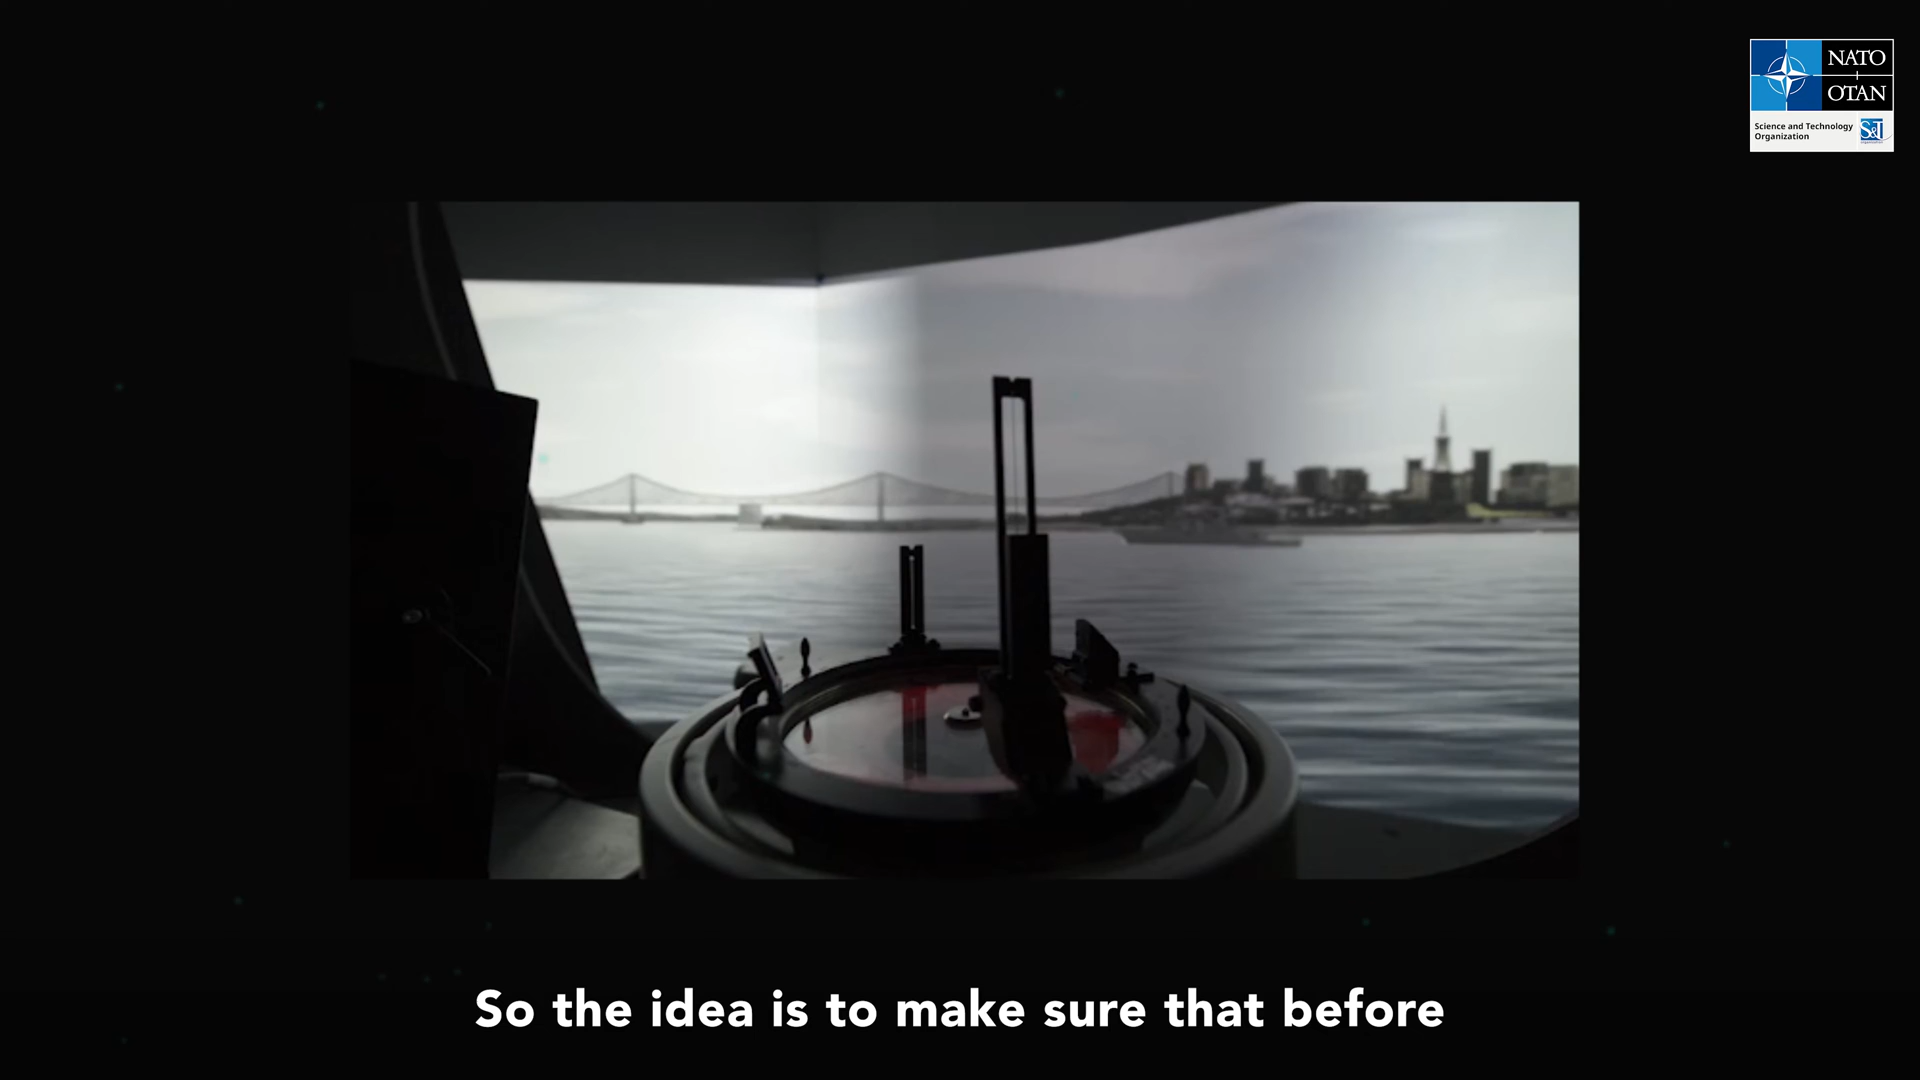 NATO
OTAN
Science and Technology
Organization
S&T
So the idea is to make sure that before